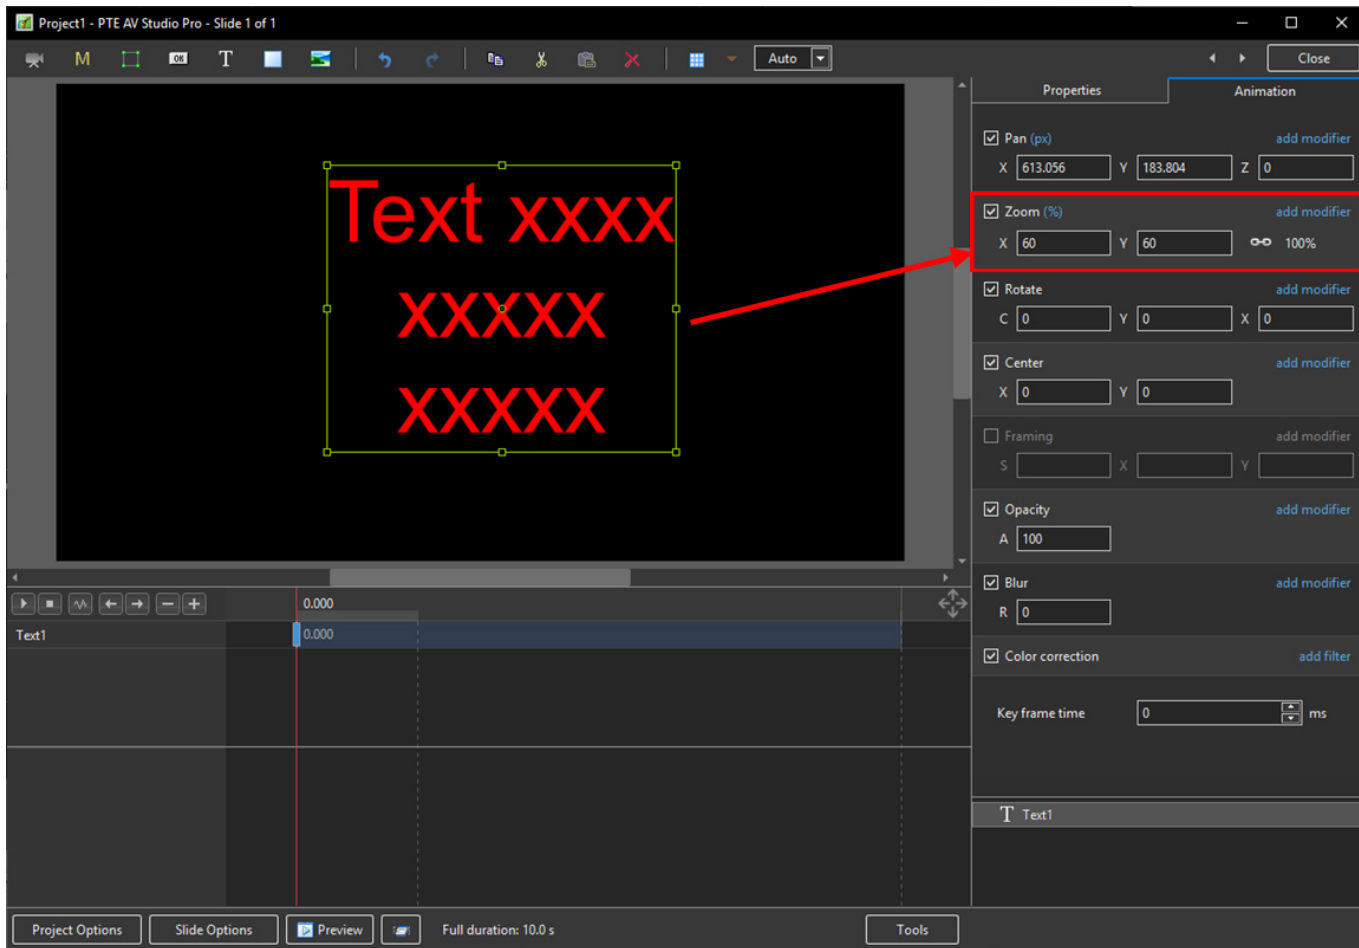 Project1 - PTE AV Studio Pro - Slide 1 of 1
M OK T Auto Close
Properties Animation
Pan (px) add modifier
X 613.056 Y 183.804 Z 0
Zoom (%) add modifier
X 60 Y 60 100%
Rotate add modifier
C 0 Y 0 X 0
Center add modifier
X 0 Y 0
Framing add modifier
S X Y
Opacity add modifier
A 100
Blur add modifier
R 0
Color correction add filter
Key frame time 0 ms
T Text1
Text xxxx
xxxxx
xxxxx
0.000
Text1 0.000
Project Options Slide Options Preview Full duration: 10.0 s Tools